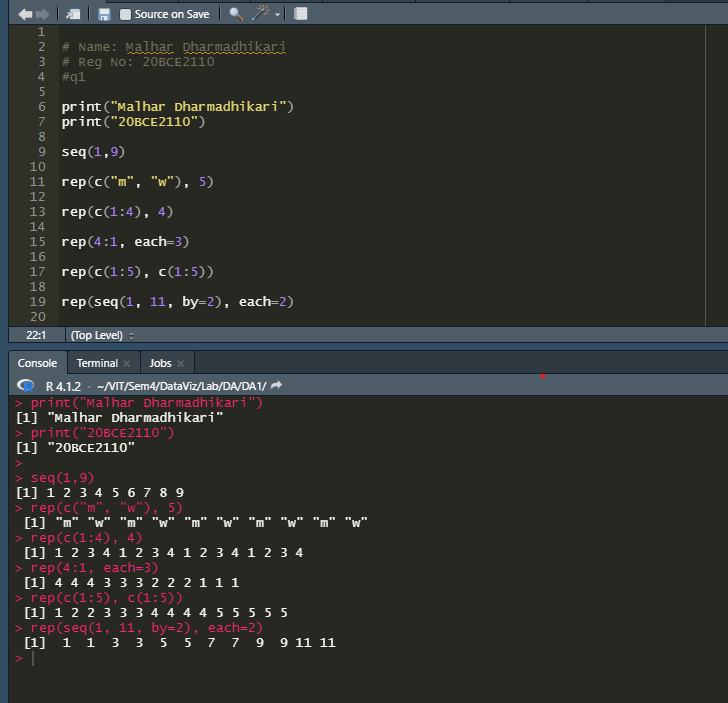 Source on Save
1
2 # Name: Malhar Dharmadhikari
3 # Reg No: 20BCE2110
4 #q1
5
6 print("Malhar Dharmadhikari")
7 print("20BCE2110")
8
9 seq(1,9)
10
11 rep(c("m", "w"), 5)
12
13 rep(c(1:4), 4)
14
15 rep(4:1, each=3)
16
17 rep(c(1:5), c(1:5))
18
19 rep(seq(1, 11, by=2), each=2)
20
22:1 (Top Level)
Console Terminal × Jobs ×
R 4.1.2 · ~/VIT/Sem4/DataViz/Lab/DA/DA1/
> print("Malhar Dharmadhikari")
[1] "Malhar Dharmadhikari"
> print("20BCE2110")
[1] "20BCE2110"
>
> seq(1,9)
[1] 1 2 3 4 5 6 7 8 9
> rep(c("m", "w"), 5)
[1] "m" "w" "m" "w" "m" "w" "m" "w" "m" "w"
> rep(c(1:4), 4)
[1] 1 2 3 4 1 2 3 4 1 2 3 4 1 2 3 4
> rep(4:1, each=3)
[1] 4 4 4 3 3 3 2 2 2 1 1 1
> rep(c(1:5), c(1:5))
[1] 1 2 2 3 3 3 4 4 4 4 5 5 5 5 5
> rep(seq(1, 11, by=2), each=2)
[1] 1 1 3 3 5 5 7 7 9 9 11 11
>